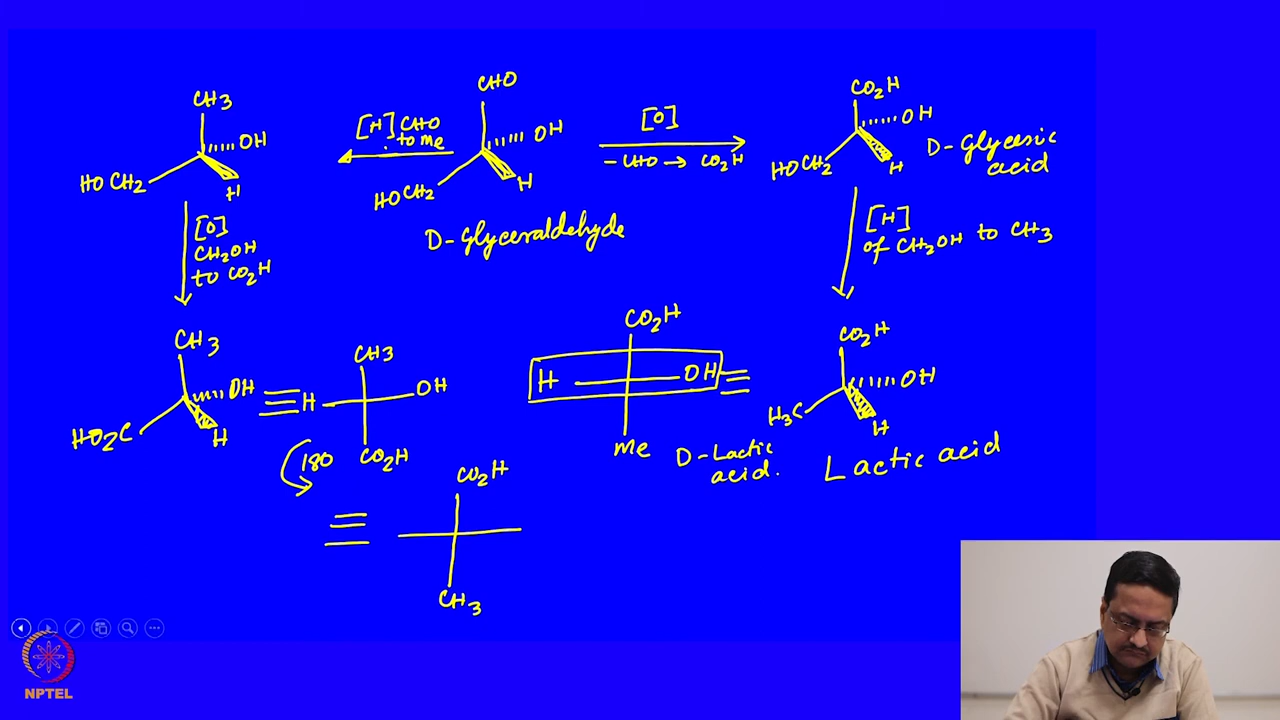 CH3
OH
HOCH2
H
[H] CHO
to me
CHO
OH
HOCH2
H
D-Glyceraldehyde
[O]
-CHO → CO2H
CO2H
OH
HOCH2
H
D-Glyceric
acid
[O]
CH2OH
to CO2H
[H]
of CH2OH to CH3
CH3
OH
HO2C
H
≡
CH3
H
OH
CO2H
180
CO2H
H
OH
me
≡
D-Lactic
acid.
CO2H
OH
H3C
H
Lactic acid
≡
CO2H
CH3
NPTEL